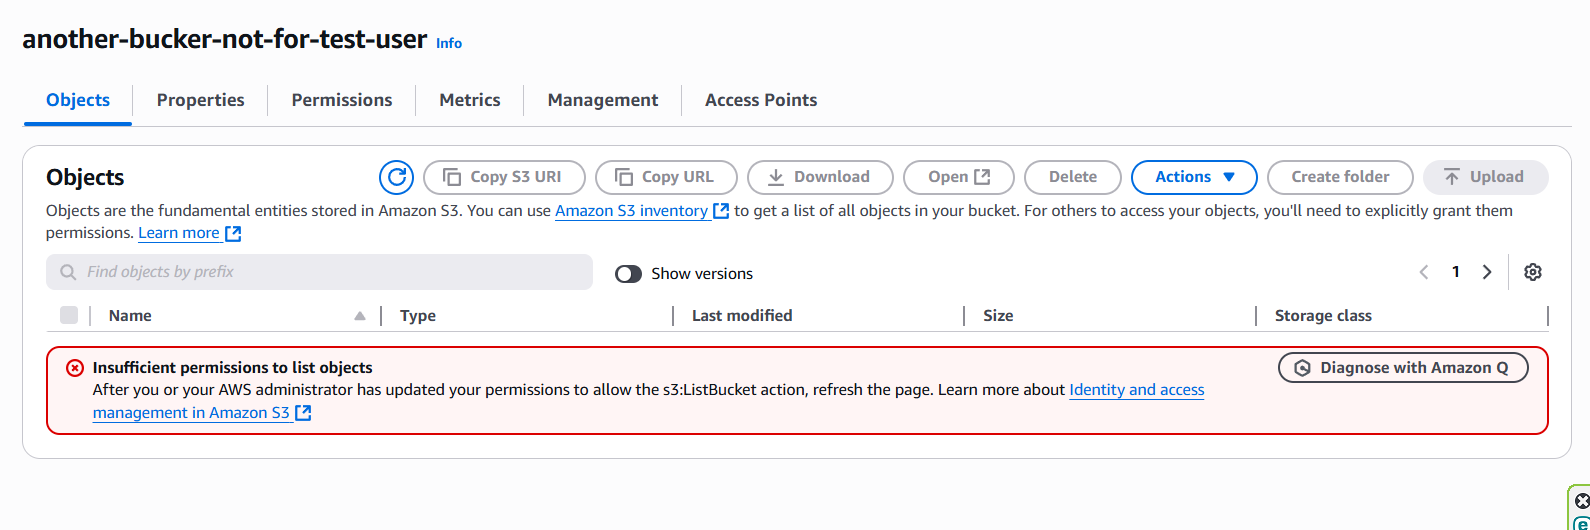 another-bucker-not-for-test-user Info
Objects Properties Permissions Metrics Management Access Points
Objects Copy S3 URI Copy URL Download Open Delete Actions Create folder Upload
Objects are the fundamental entities stored in Amazon S3. You can use Amazon S3 inventory to get a list of all objects in your bucket. For others to access your objects, you'll need to explicitly grant them
permissions. Learn more
Find objects by prefix Show versions 1
Name Type Last modified Size Storage class
Insufficient permissions to list objects Diagnose with Amazon Q
After you or your AWS administrator has updated your permissions to allow the s3:ListBucket action, refresh the page. Learn more about Identity and access
management in Amazon S3